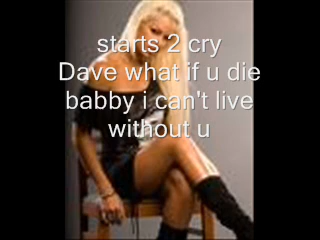 starts 2 cry
Dave what if u die
babby i can't live
without u